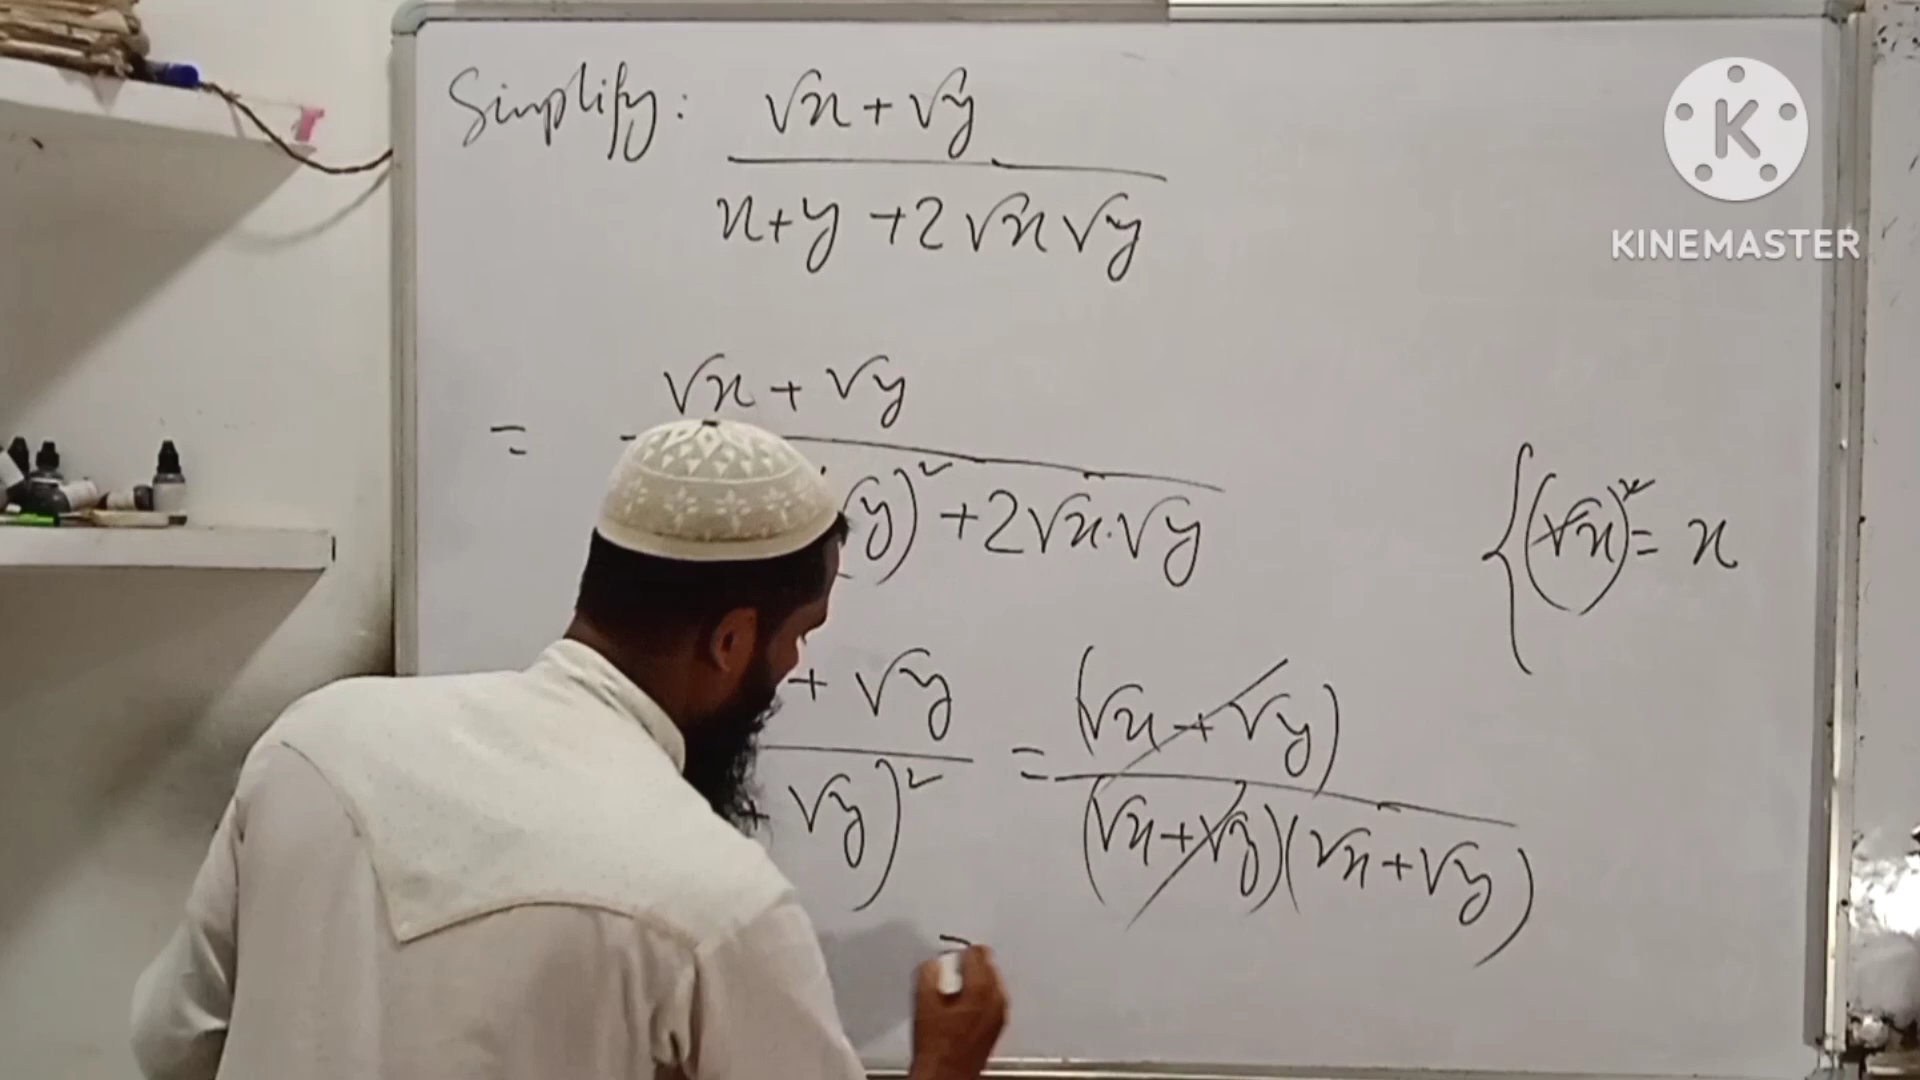 Simplify: √x + √y
x+y +2√x√y
K
KINEMASTER
√x + √y
=
y)² +2√x.√y
(√x)² = x
+ √y
= (√x + √y)
+ √y)²
(√x+√y)(√x+√y)
=